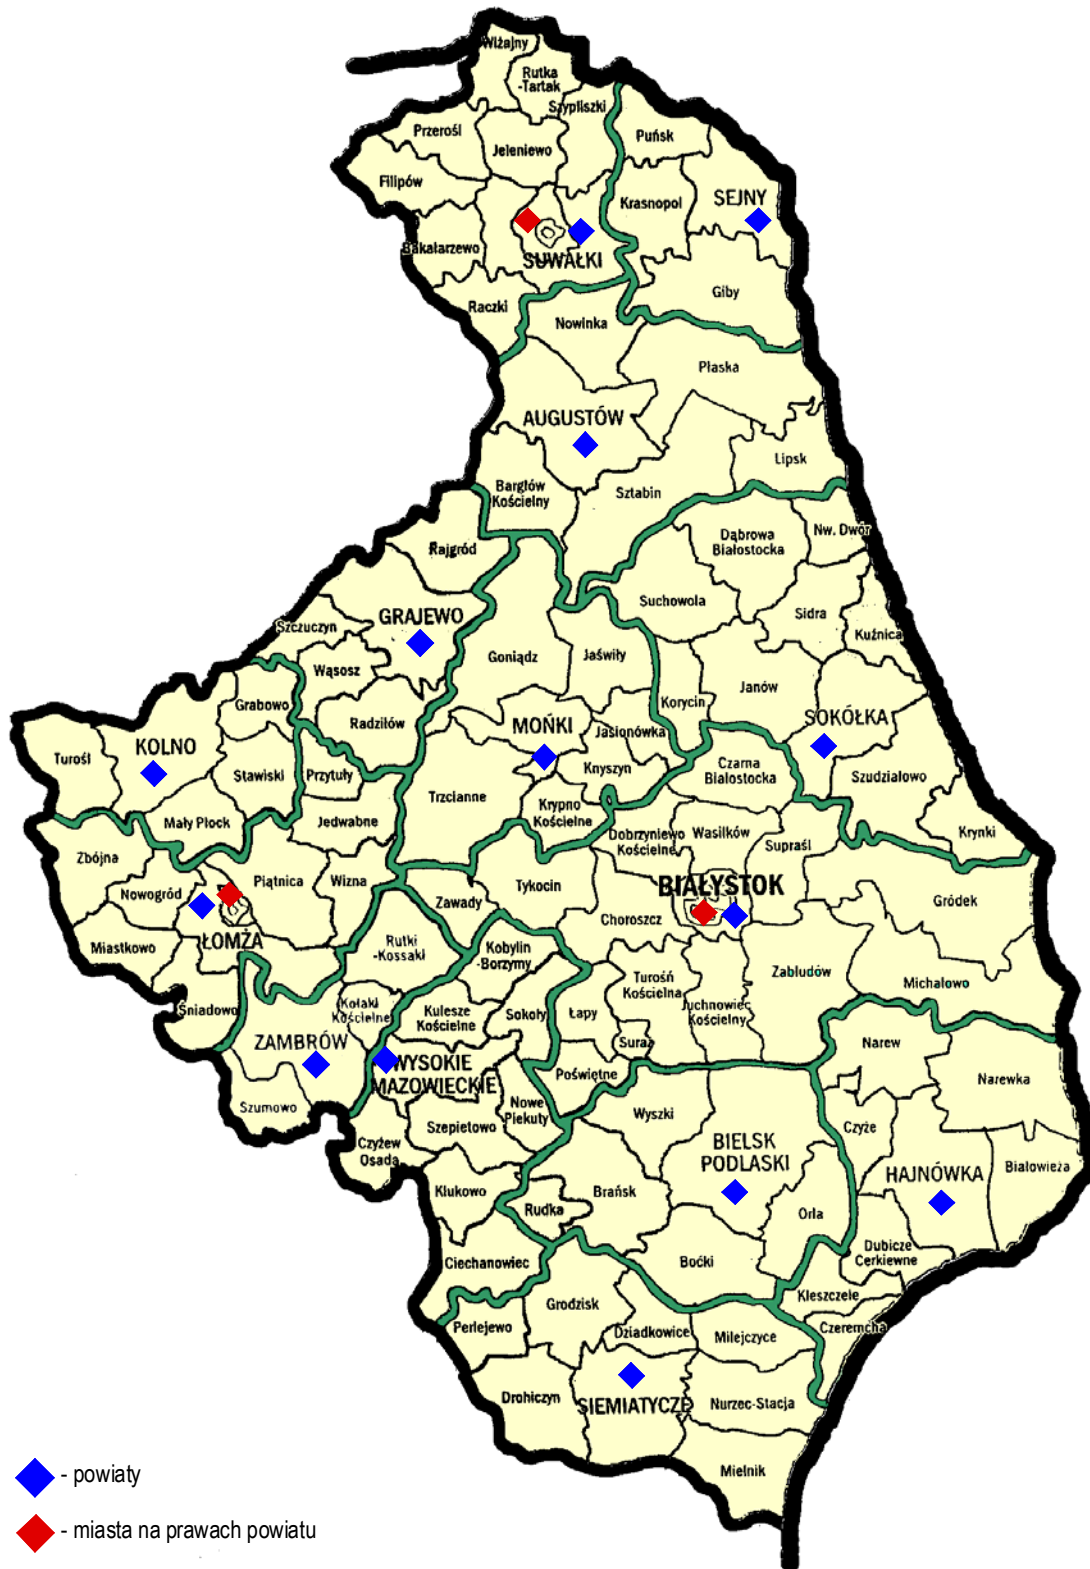 Wiżajny
Rutka
-Tartak
Szypliszki
Przerośl
Jeleniewo
Puńsk
Filipów
Krasnopol
SEJNY
Bakałarzewo
SUWAŁKI
Giby
Raczki
Nowinka
Płaska
AUGUSTÓW
Lipsk
Bargłów
Kościelny
Sztabin
Nw. Dwór
Dąbrowa
Białostocka
Rajgród
Suchowola
Sidra
GRAJEWO
Szczuczyn
Kuźnica
Wąsosz
Goniądz
Jaświły
Janów
Grabowo
Radziłów
Korycin
SOKÓŁKA
MOŃKI
Jasionówka
KOLNO
Turośl
Stawiski
Przytuły
Knyszyn
Czarna
Białostocka
Szudziałowo
Trzcianne
Krypno
Kościelne
Mały Płock
Jedwabne
Dobrzyniewo
Kościelne
Wasilków
Supraśl
Krynki
Zbójna
Piątnica
Wizna
Tykocin
BIAŁYSTOK
Nowogród
Zawady
Choroszcz
Gródek
ŁOMŻA
Miastkowo
Rutki
-Kossaki
Kobylin
-Borzymy
Turośń
Kościelna
Zabłudów
Michałowo
Śniadowo
Kołaki
Kościelne
Kulesze
Kościelne
Sokoły
Łapy
Juchnowiec
Kościelny
ZAMBRÓW
Suraż
Narew
WYSOKIE
MAZOWIECKIE
Poświętne
Narewka
Szumowo
Nowe
Piekuty
Wyszki
Szepietowo
Czyże
Czyżew
Osada
BIELSK
PODLASKI
HAJNÓWKA
Białowieża
Klukowo
Rudka
Brańsk
Orla
Ciechanowiec
Boćki
Dubicze
Cerkiewne
Kleszczele
Grodzisk
Perlejewo
Dziadkowice
Milejczyce
Czeremcha
Drohiczyn
SIEMIATYCZE
Nurzec-Stacja
Mielnik
- powiaty
- miasta na prawach powiatu